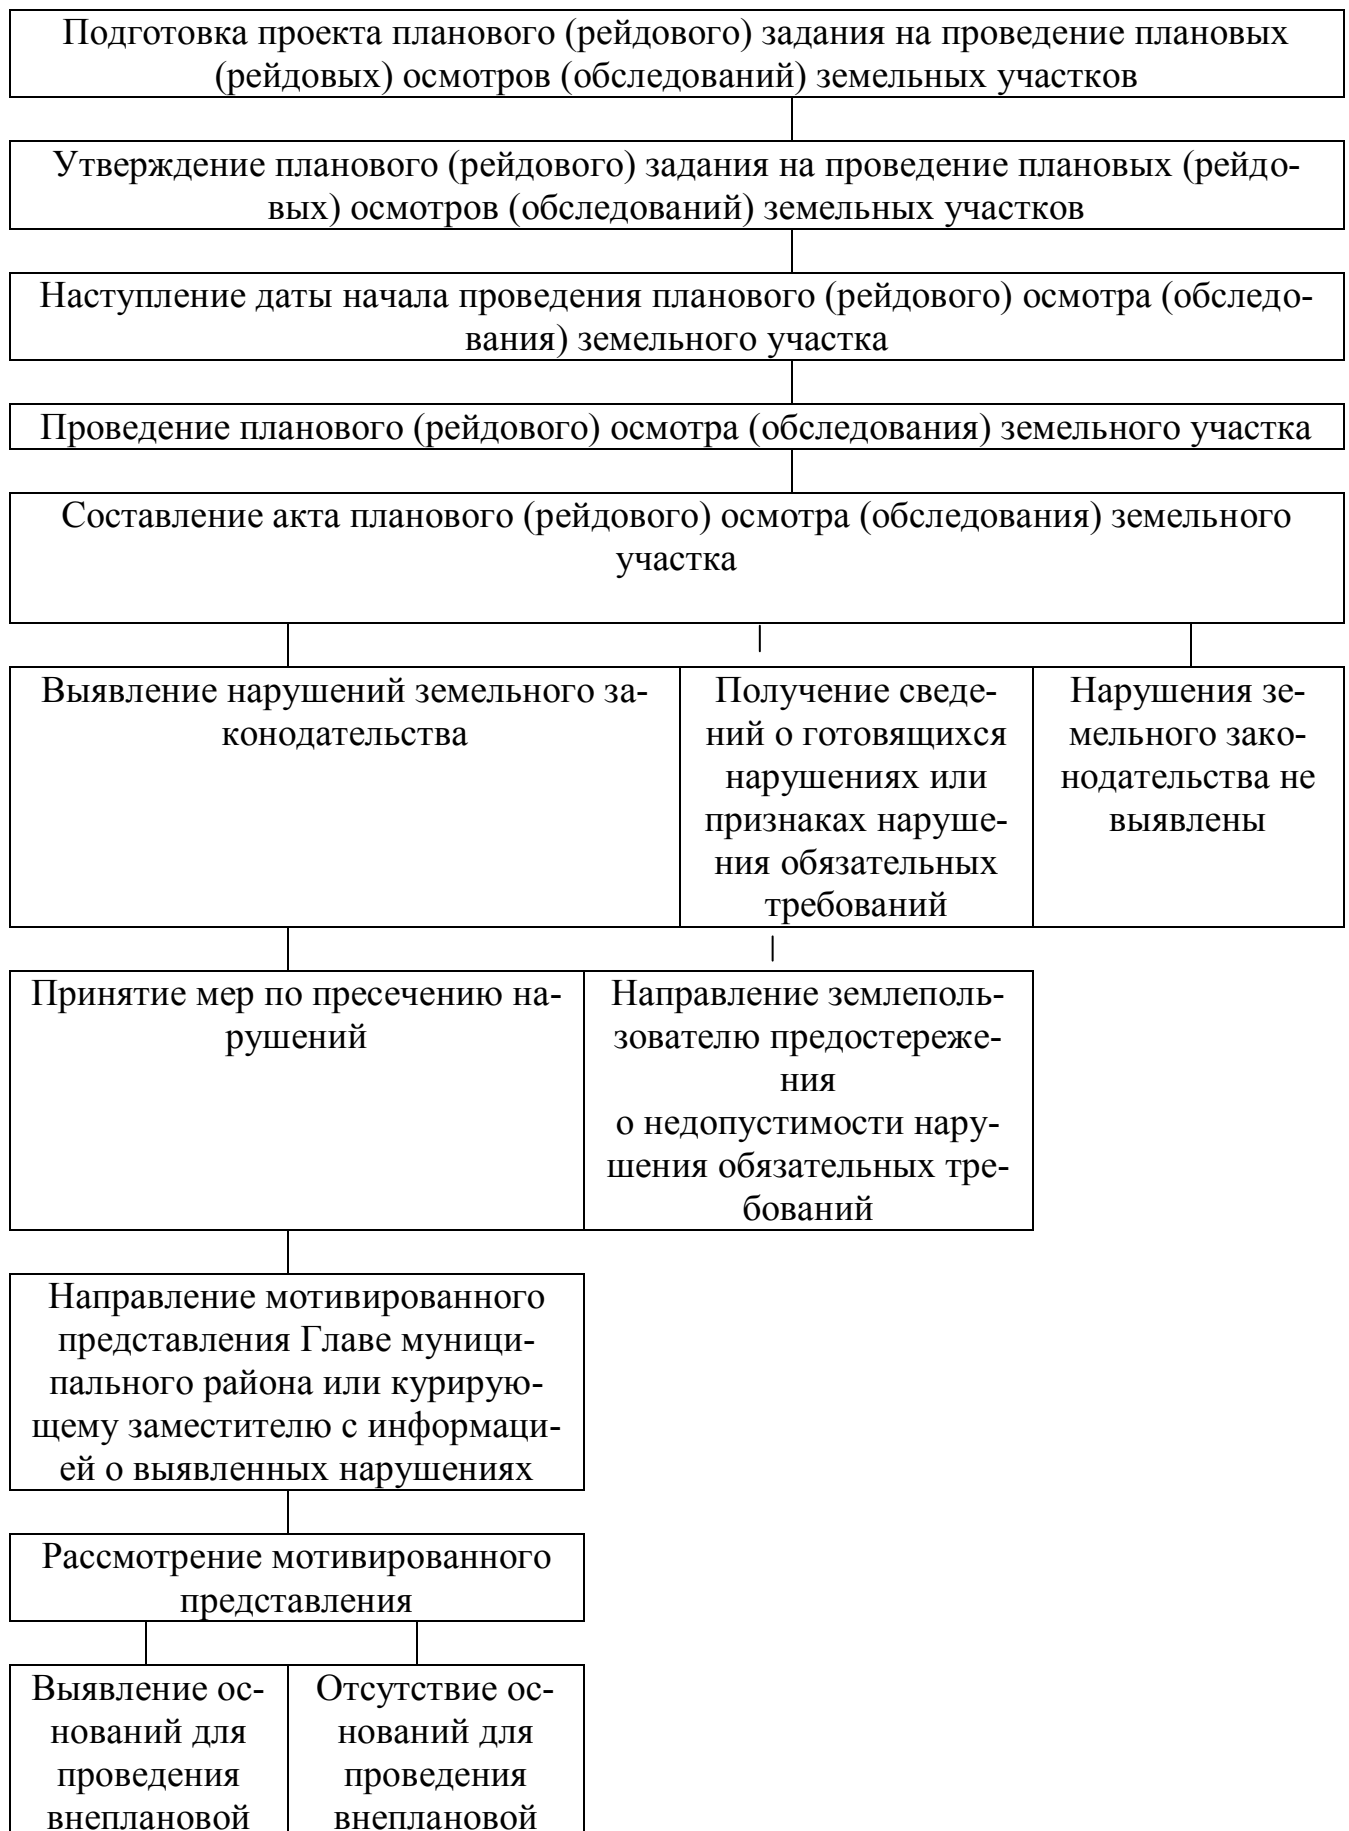 Подготовка проекта планового (рейдового) задания на проведение плановых
(рейдовых) осмотров (обследований) земельных участков
Утверждение планового (рейдового) задания на проведение плановых (рейдо-
вых) осмотров (обследований) земельных участков
Наступление даты начала проведения планового (рейдового) осмотра (обследо-
вания) земельного участка
Проведение планового (рейдового) осмотра (обследования) земельного участка
Составление акта планового (рейдового) осмотра (обследования) земельного
участка
Выявление нарушений земельного за-
конодательства
Получение сведе-
ний о готовящихся
нарушениях или
признаках наруше-
ния обязательных
требований
Нарушения зе-
мельного зако-
нодательства не
выявлены
Принятие мер по пресечению на-
рушений
Направление землеполь-
зователю предостереже-
ния
о недопустимости нару-
шения обязательных тре-
бований
Направление мотивированного
представления Главе муници-
пального района или курирую-
щему заместителю с информаци-
ей о выявленных нарушениях
Рассмотрение мотивированного
представления
Выявление ос-
нований для
проведения
внеплановой
Отсутствие ос-
нований для
проведения
внеплановой